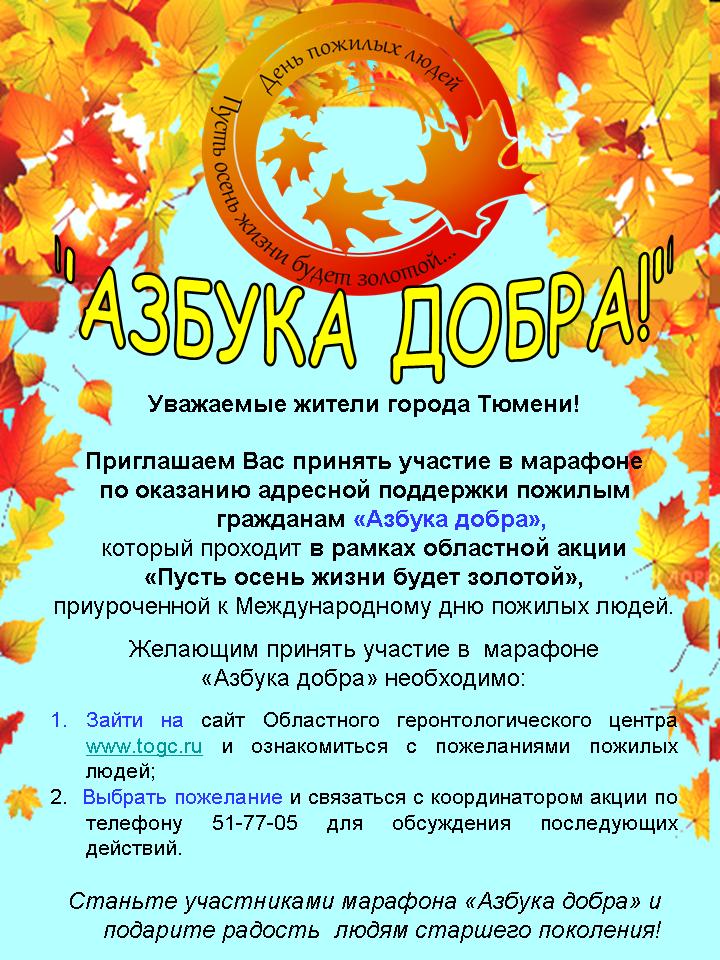 День пожилых людей
Пусть осень жизни будет золотой...
"АЗБУКА ДОБРА!"
Уважаемые жители города Тюмени!
Приглашаем Вас принять участие в марафоне
по оказанию адресной поддержки пожилым
гражданам «Азбука добра»,
который проходит в рамках областной акции
«Пусть осень жизни будет золотой»,
приуроченной к Международному дню пожилых людей.
Желающим принять участие в марафоне
«Азбука добра» необходимо:
1. Зайти на сайт Областного геронтологического центра
www.togc.ru и ознакомиться с пожеланиями пожилых
людей;
2. Выбрать пожелание и связаться с координатором акции по
телефону 51-77-05 для обсуждения последующих
действий.
Станьте участниками марафона «Азбука добра» и
подарите радость людям старшего поколения!